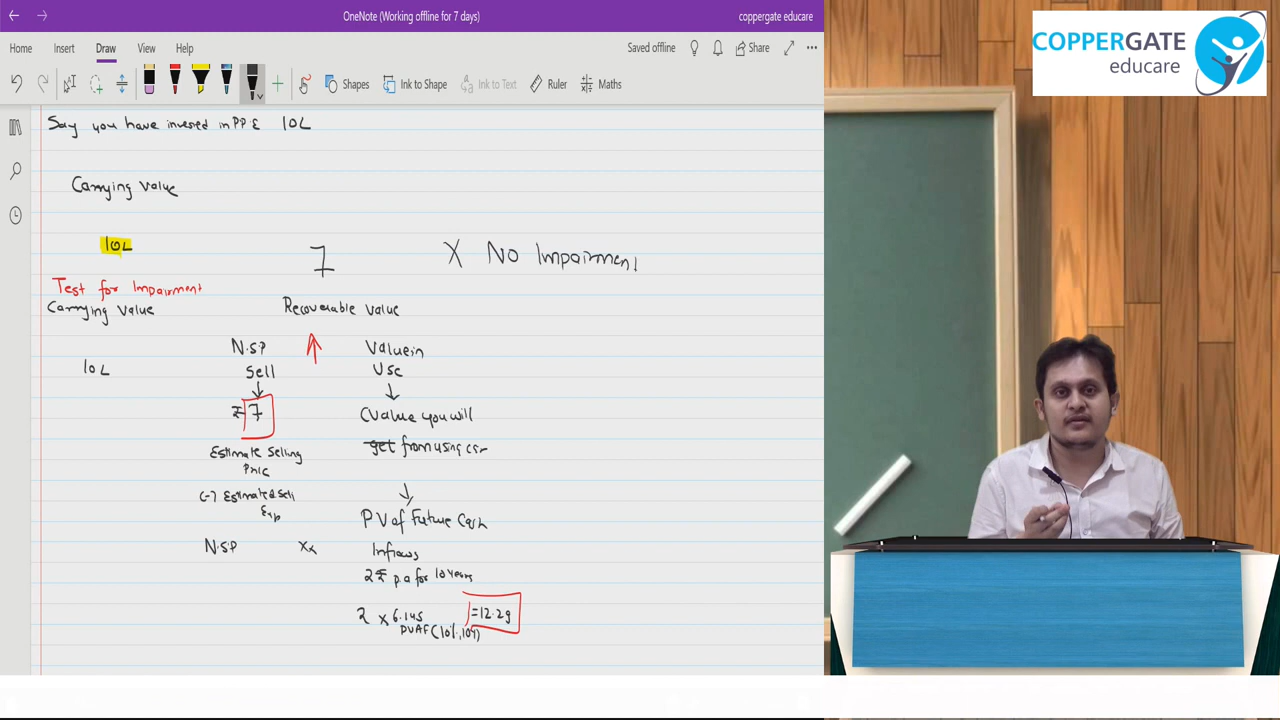 OneNote (Working offline for 7 days)
coppergate educare
Home Insert Draw View Help
Saved offline
Share
Shapes
Ink to Shape
Ink to Text
Ruler
Maths
COPPERGATE
educare
Say you have invested in PPE 10L
Carrying value
10L
7
X No Impairment
Test for Impairment
Carrying value
Recoverable value
N.SP
Value in
10L
Sell
Use
₹ 7
(Value you will
Estimate Selling
get from using car
Price
(-) Estimated Sell
Exp
PV of Future Cash
N.SP XX
Inflows
2₹ p.a for 10 years
2 × 6.145 =12.29
PVAF (10%,10Y)